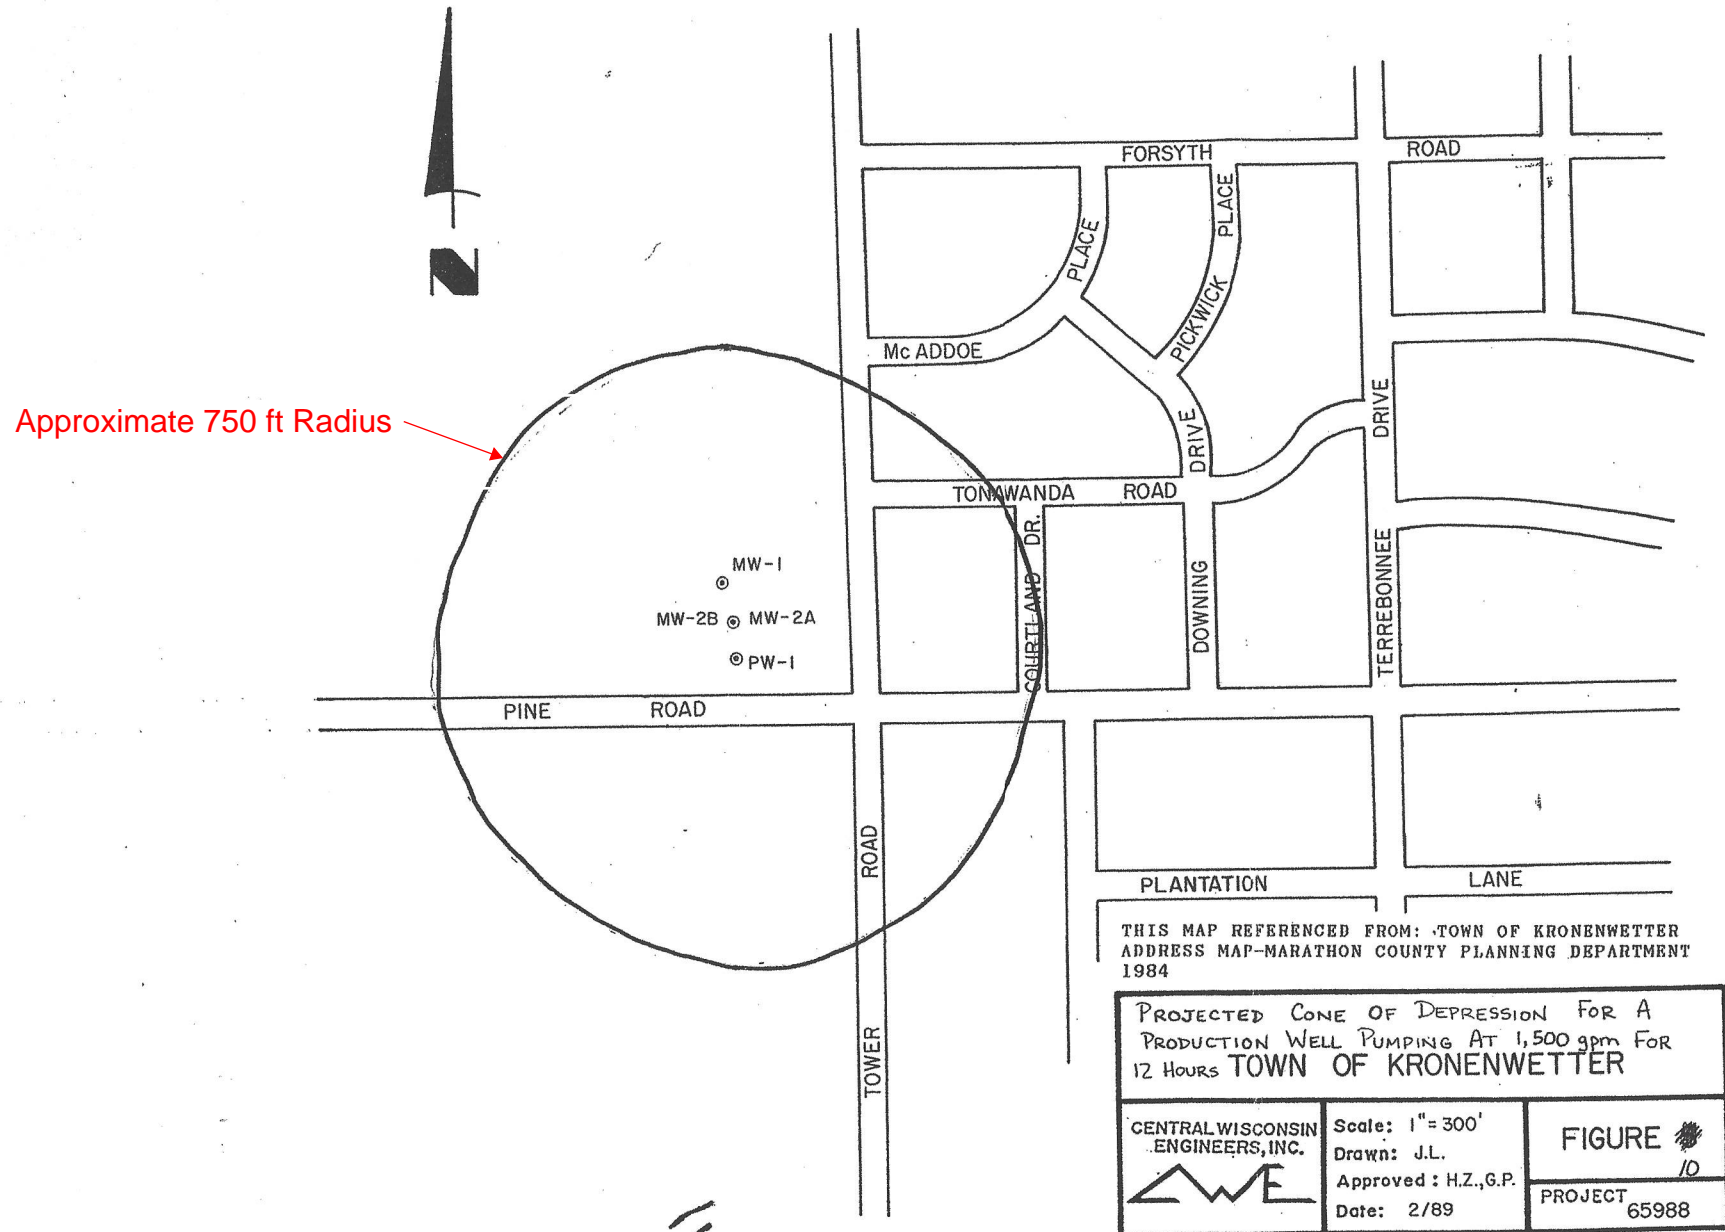 N
FORSYTH ROAD
PLACE
PLACE
PICKWICK
Mc ADDOE
Approximate 750 ft Radius
DRIVE
DRIVE
TONAWANDA ROAD
COURTLAND DR.
DOWNING
TERREBONNEE
MW-1
MW-2B MW-2A
PW-1
PINE ROAD
TOWER ROAD
PLANTATION LANE
THIS MAP REFERENCED FROM: TOWN OF KRONENWETTER
ADDRESS MAP-MARATHON COUNTY PLANNING DEPARTMENT
1984
PROJECTED CONE OF DEPRESSION FOR A
PRODUCTION WELL PUMPING AT 1,500 gpm FOR
12 HOURS TOWN OF KRONENWETTER
CENTRAL WISCONSIN
ENGINEERS, INC.
CWE
Scale: 1"=300'
Drawn: J.L.
Approved: H.Z.,G.P.
Date: 2/89
FIGURE
10
PROJECT
65988